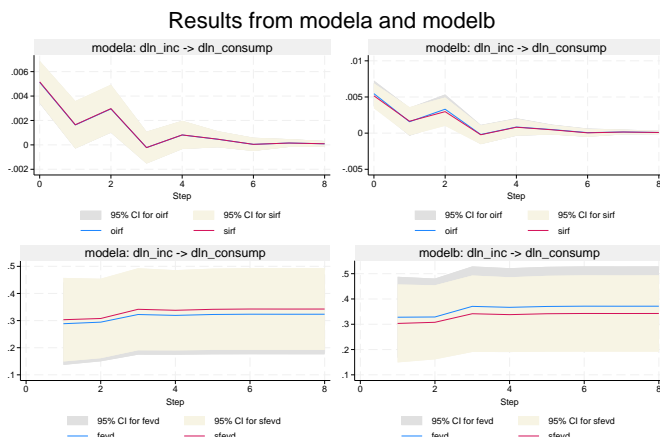 Results from modela and modelb
modela: dln_inc -> dln_consump
.006
.004
.002
0
-.002
0 2 4 6 8
Step
95% CI for oirf 95% CI for sirf
oirf sirf
modelb: dln_inc -> dln_consump
.01
.005
0
-.005
0 2 4 6 8
Step
95% CI for oirf 95% CI for sirf
oirf sirf
modela: dln_inc -> dln_consump
.5
.4
.3
.2
.1
0 2 4 6 8
Step
95% CI for fevd 95% CI for sfevd
fevd sfevd
modelb: dln_inc -> dln_consump
.5
.4
.3
.2
.1
0 2 4 6 8
Step
95% CI for fevd 95% CI for sfevd
fevd sfevd